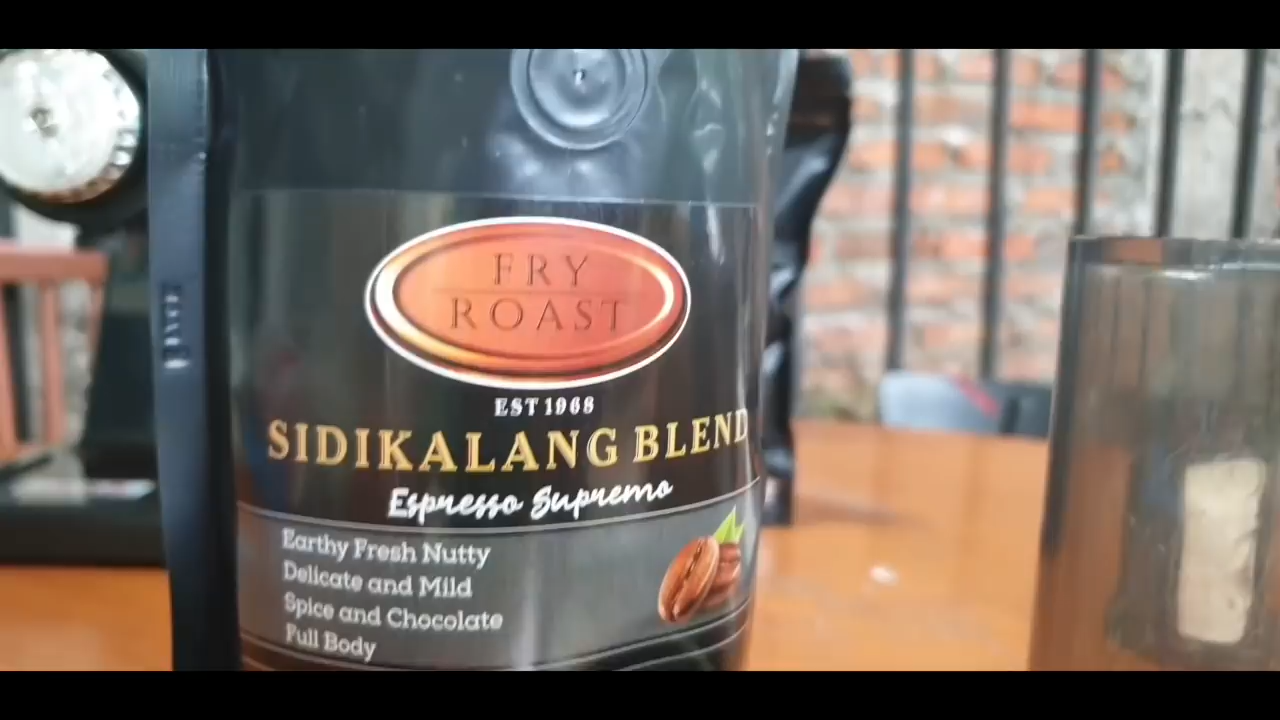 FRY
ROAST
EST 1968
SIDIKALANG BLEND
Espresso Supremo
Earthy Fresh Nutty
Delicate and Mild
Spice and Chocolate
Full Body